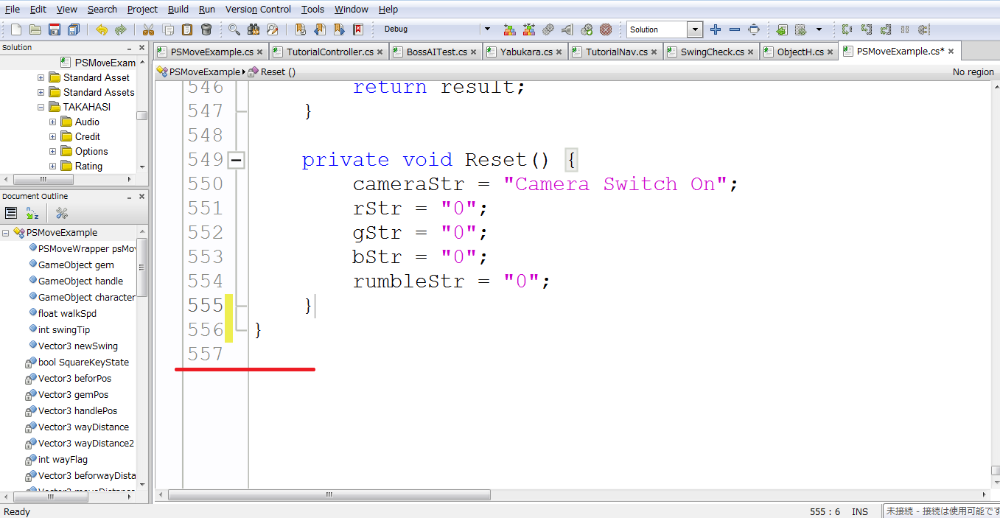 File Edit View Search Project Build Run Version Control Tools Window Help
Debug Solution
Solution
PSMoveExam
Standard Asset
Standard Assets
TAKAHASI
Audio
Credit
Options
Rating
Document Outline
PSMoveExample
PSMoveWrapper psMov
GameObject gem
GameObject handle
GameObject character
float walkSpd
int swingTip
Vector3 newSwing
bool SquareKeyState
Vector3 beforPos
Vector3 gemPos
Vector3 handlePos
Vector3 wayDistance
Vector3 wayDistance2
int wayFlag
Vector3 beforwayDista
PSMoveExample.cs TutorialController.cs BossAITest.cs Yabukara.cs TutorialNav.cs SwingCheck.cs ObjectH.cs PSMoveExample.cs*
PSMoveExample Reset () No region
546 return result;
547 }
548
549 private void Reset() {
550 cameraStr = "Camera Switch On";
551 rStr = "0";
552 gStr = "0";
553 bStr = "0";
554 rumbleStr = "0";
555 }
556 }
557
Ready 555 : 6 INS 未接続 - 接続は使用可能です